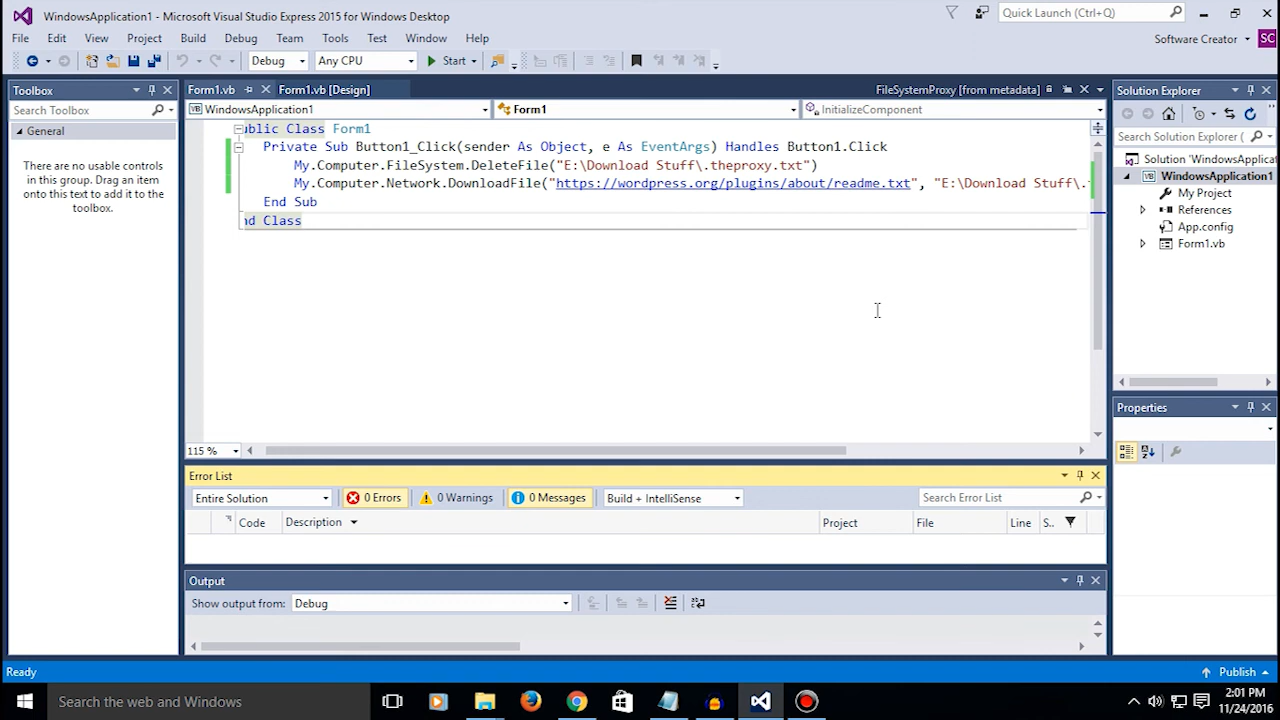 WindowsApplication1 - Microsoft Visual Studio Express 2015 for Windows Desktop
Quick Launch (Ctrl+Q)
File Edit View Project Build Debug Team Tools Test Window Help
Software Creator SC
Debug Any CPU Start
Toolbox
Search Toolbox
General
There are no usable controls
in this group. Drag an item
onto this text to add it to the
toolbox.
Form1.vb Form1.vb [Design] FileSystemProxy [from metadata]
WindowsApplication1 Form1 InitializeComponent
ublic Class Form1
Private Sub Button1_Click(sender As Object, e As EventArgs) Handles Button1.Click
My.Computer.FileSystem.DeleteFile("E:\Download Stuff\.theproxy.txt")
My.Computer.Network.DownloadFile("https://wordpress.org/plugins/about/readme.txt", "E:\Download Stuff\.
End Sub
nd Class
115 %
Solution Explorer
Search Solution Explorer (
Solution 'WindowsApplicat
WindowsApplication1
My Project
References
App.config
Form1.vb
Properties
Error List
Entire Solution 0 Errors 0 Warnings 0 Messages Build + IntelliSense Search Error List
Code Description Project File Line S..
Output
Show output from: Debug
Ready Publish
Search the web and Windows
2:01 PM
11/24/2016